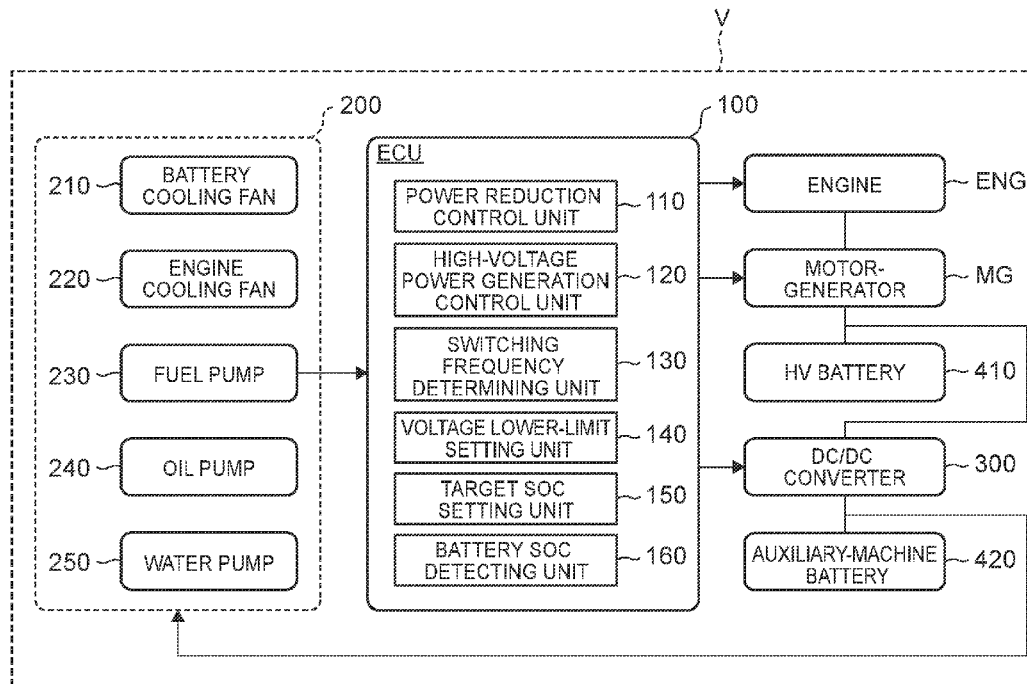 V
200
100
210
BATTERY
COOLING FAN
220
ENGINE
COOLING FAN
230
FUEL PUMP
240
OIL PUMP
250
WATER PUMP
ECU
POWER REDUCTION
CONTROL UNIT
110
HIGH-VOLTAGE
POWER GENERATION
CONTROL UNIT
120
SWITCHING
FREQUENCY
DETERMINING UNIT
130
VOLTAGE LOWER-LIMIT
SETTING UNIT
140
TARGET SOC
SETTING UNIT
150
BATTERY SOC
DETECTING UNIT
160
ENGINE
ENG
MOTOR-
GENERATOR
MG
HV BATTERY
410
DC/DC
CONVERTER
300
AUXILIARY-MACHINE
BATTERY
420